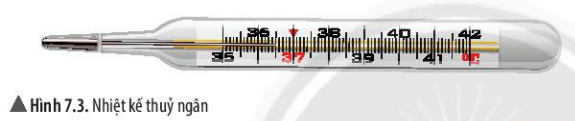 36 38 40 42
35 37 39 41 °C
▲ Hình 7.3. Nhiệt kế thuỷ ngân